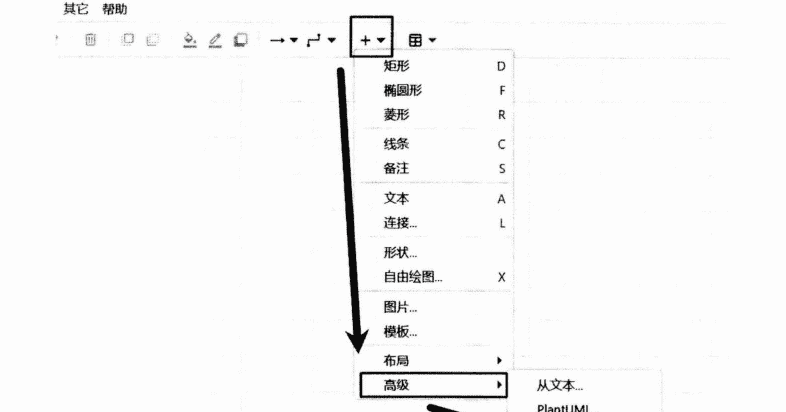 其它 帮助
矩形 D
椭圆形 F
菱形 R
线条 C
备注 S
文本 A
连接... L
形状...
自由绘图... X
图片...
模板...
布局
高级
从文本...
PlantUML